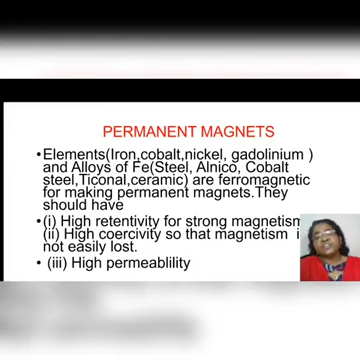 PERMANENT MAGNETS
•Elements(Iron,cobalt,nickel, gadolinium )
and Alloys of Fe(Steel, Alnico, Cobalt
steel,Ticonal,ceramic) are ferromagnetic
for making permanent magnets. They
should have
•(i) High retentivity for strong magnetism
(ii) High coercivity so that magnetism
not easily lost.
• (iii) High permeablility